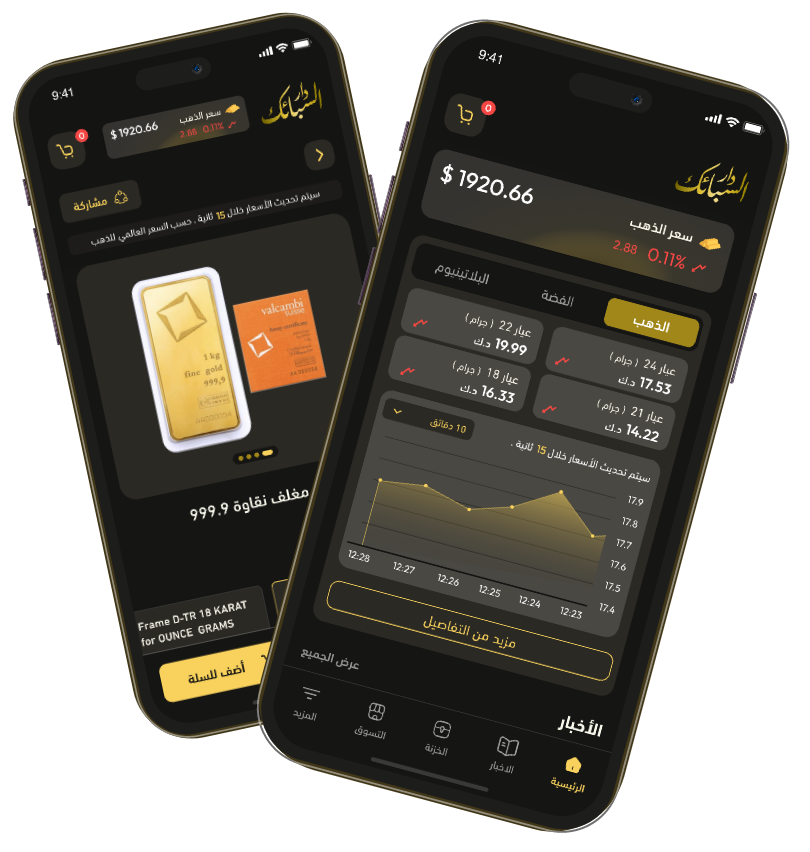 9:41
دار السبائك
سعر الذهب
$ 1920.66
2.88 0.11%
0
مشاركة
سيتم تحديث الأسعار خلال 15 ثانية . حسب السعر العالمي للذهب
valcambi
suisse
1 kg
fine gold
999,9
مغلف نقاوة 999.9
Frame D-TR 18 KARAT
for OUNCE GRAMS
أضف للسلة
9:41
0
دار السبائك
$ 1920.66
سعر الذهب
2.88 0.11%
الذهب
الفضة
البلاتينيوم
عيار 24 ( جرام )
17.53 د.ك
عيار 22 ( جرام )
19.99 د.ك
عيار 21 ( جرام )
14.22 د.ك
عيار 18 ( جرام )
16.33 د.ك
سيتم تحديث الأسعار خلال 15 ثانية .
10 دقائق
17.9
17.8
17.7
17.6
17.5
17.4
12:28 12:27 12:26 12:25 12:24 12:23
مزيد من التفاصيل
الأخبار
عرض الجميع
الرئيسية
الاخبار
الخزنة
التسوق
المزيد